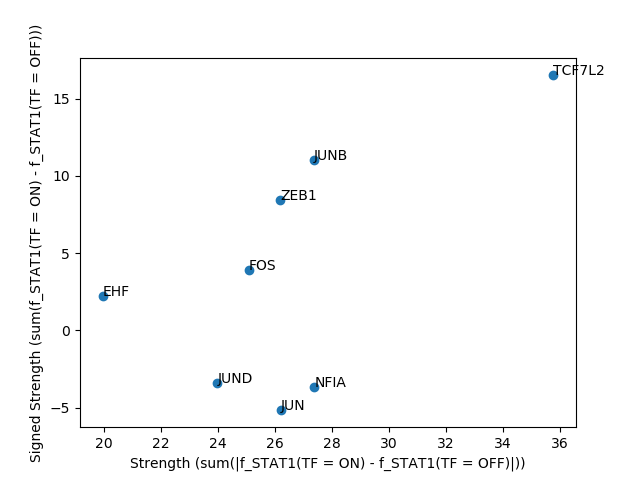 TCF7L2
JUNB
ZEB1
FOS
EHF
JUND
NFIA
JUN
15
10
5
0
−5
20 22 24 26 28 30 32 34 36
Strength (sum(|f_STAT1(TF = ON) - f_STAT1(TF = OFF)|))
Signed Strength (sum(f_STAT1(TF = ON) - f_STAT1(TF = OFF)))